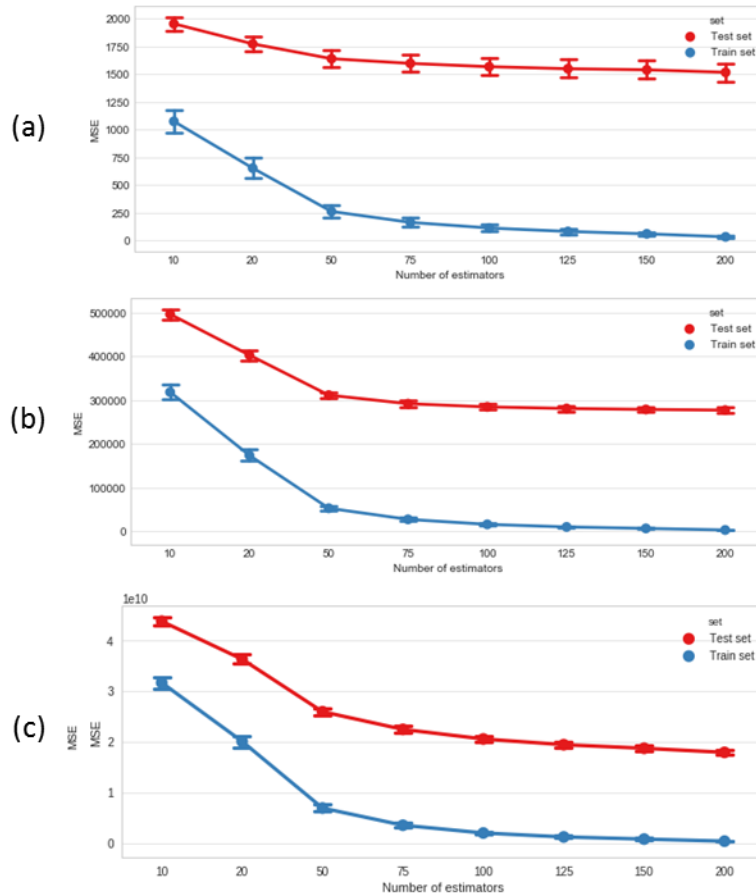 (a)
MSE
2000
1750
1500
1250
1000
750
500
250
0
set
Test set
Train set
10 20 50 75 100 125 150 200
Number of estimators
(b)
MSE
500000
400000
300000
200000
100000
0
set
Test set
Train set
10 20 50 75 100 125 150 200
Number of estimators
(c)
MSE
MSE
1e10
4
3
2
1
0
set
Test set
Train set
10 20 50 75 100 125 150 200
Number of estimators